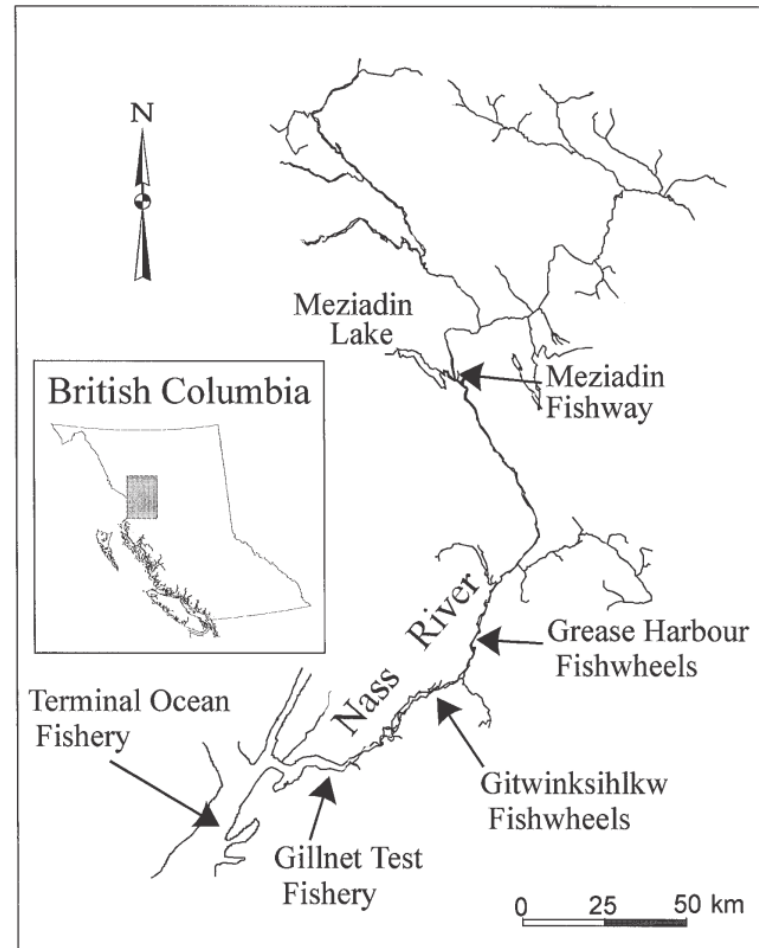 N
Meziadin
Lake
Meziadin
Fishway
British Columbia
Nass River
Grease Harbour
Fishwheels
Terminal Ocean
Fishery
Gitwinksihlkw
Fishwheels
Gillnet Test
Fishery
0 25 50 km